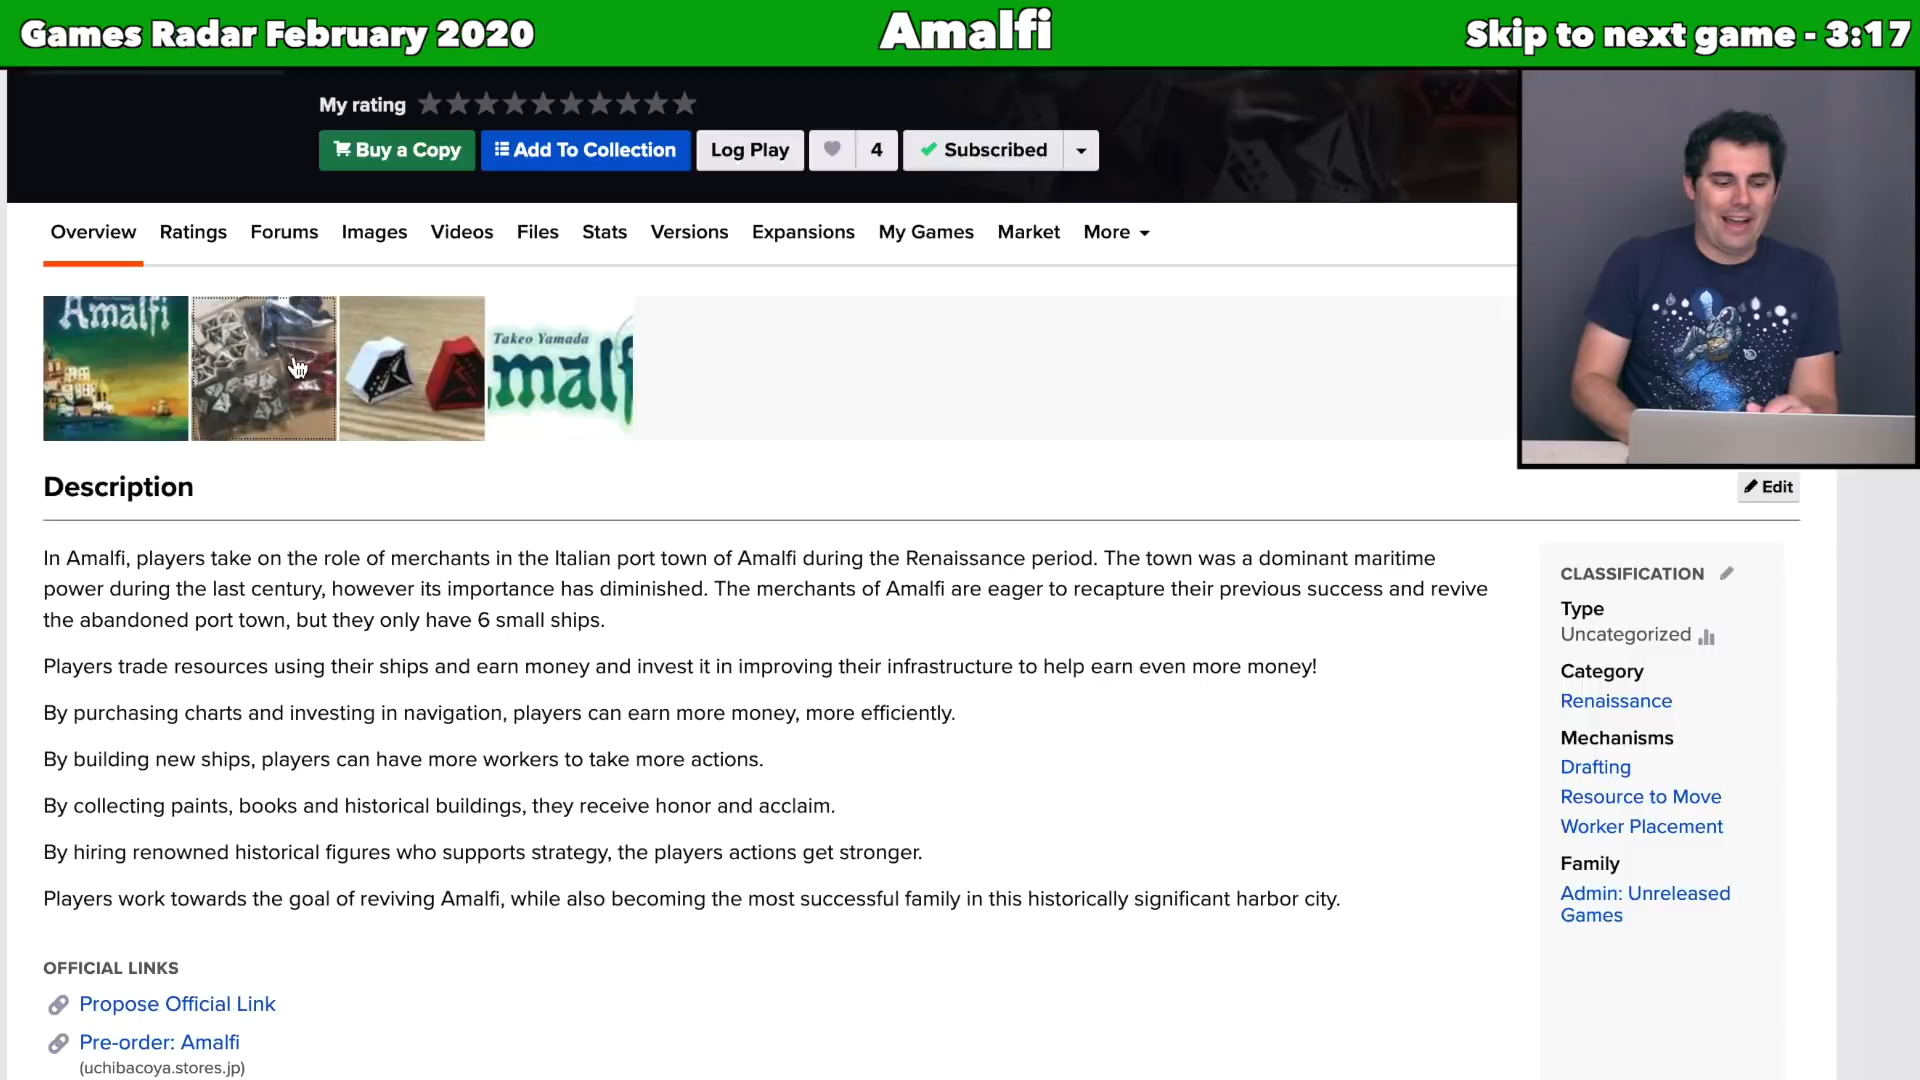 Games Radar February 2020
Amalfi
Skip to next game - 3:17
My rating
Buy a Copy
Add To Collection
Log Play
4
Subscribed
Overview
Ratings
Forums
Images
Videos
Files
Stats
Versions
Expansions
My Games
Market
More
Amalfi
Takeo Yamada
malf
Description
Edit
In Amalfi, players take on the role of merchants in the Italian port town of Amalfi during the Renaissance period. The town was a dominant maritime
power during the last century, however its importance has diminished. The merchants of Amalfi are eager to recapture their previous success and revive
the abandoned port town, but they only have 6 small ships.
Players trade resources using their ships and earn money and invest it in improving their infrastructure to help earn even more money!
By purchasing charts and investing in navigation, players can earn more money, more efficiently.
By building new ships, players can have more workers to take more actions.
By collecting paints, books and historical buildings, they receive honor and acclaim.
By hiring renowned historical figures who supports strategy, the players actions get stronger.
Players work towards the goal of reviving Amalfi, while also becoming the most successful family in this historically significant harbor city.
OFFICIAL LINKS
Propose Official Link
Pre-order: Amalfi
(uchibacoya.stores.jp)
CLASSIFICATION
Type
Uncategorized
Category
Renaissance
Mechanisms
Drafting
Resource to Move
Worker Placement
Family
Admin: Unreleased
Games